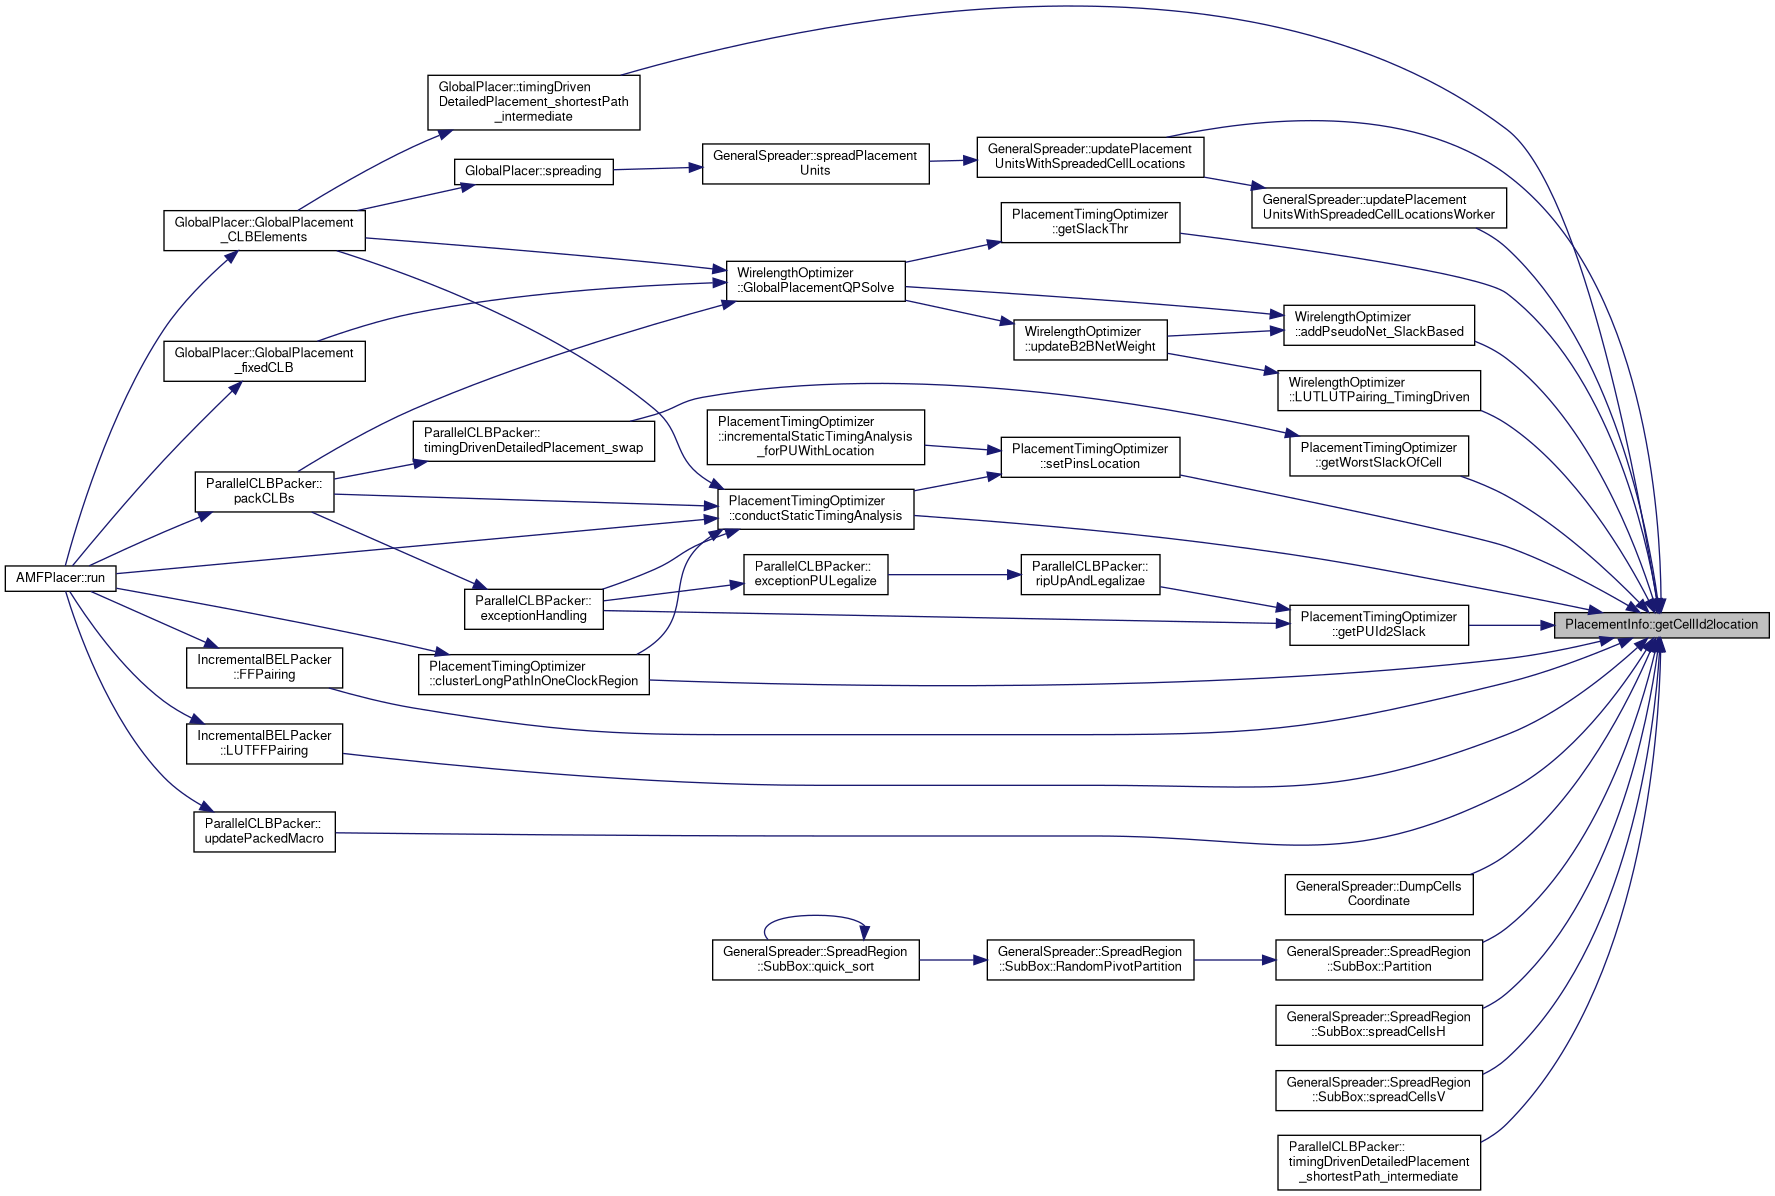 GlobalPlacer::timingDriven
DetailedPlacement_shortestPath
_intermediate
GlobalPlacer::spreading
GeneralSpreader::spreadPlacement
Units
GeneralSpreader::updatePlacement
UnitsWithSpreadedCellLocations
GeneralSpreader::updatePlacement
UnitsWithSpreadedCellLocationsWorker
GlobalPlacer::GlobalPlacement
_CLBElements
PlacementTimingOptimizer
::getSlackThr
WirelengthOptimizer
::GlobalPlacementQPSolve
WirelengthOptimizer
::addPseudoNet_SlackBased
WirelengthOptimizer
::updateB2BNetWeight
GlobalPlacer::GlobalPlacement
_fixedCLB
WirelengthOptimizer
::LUTLUTPairing_TimingDriven
ParallelCLBPacker::
timingDrivenDetailedPlacement_swap
PlacementTimingOptimizer
::incrementalStaticTimingAnalysis
_forPUWithLocation
PlacementTimingOptimizer
::setPinsLocation
PlacementTimingOptimizer
::getWorstSlackOfCell
ParallelCLBPacker::
packCLBs
PlacementTimingOptimizer
::conductStaticTimingAnalysis
AMFPlacer::run
ParallelCLBPacker::
exceptionPULegalize
ParallelCLBPacker::
ripUpAndLegalizae
ParallelCLBPacker::
exceptionHandling
PlacementTimingOptimizer
::getPUId2Slack
PlacementInfo::getCellId2location
IncrementalBELPacker
::FFPairing
PlacementTimingOptimizer
::clusterLongPathInOneClockRegion
IncrementalBELPacker
::LUTFFPairing
ParallelCLBPacker::
updatePackedMacro
GeneralSpreader::DumpCells
Coordinate
GeneralSpreader::SpreadRegion
::SubBox::quick_sort
GeneralSpreader::SpreadRegion
::SubBox::RandomPivotPartition
GeneralSpreader::SpreadRegion
::SubBox::Partition
GeneralSpreader::SpreadRegion
::SubBox::spreadCellsH
GeneralSpreader::SpreadRegion
::SubBox::spreadCellsV
ParallelCLBPacker::
timingDrivenDetailedPlacement
_shortestPath_intermediate